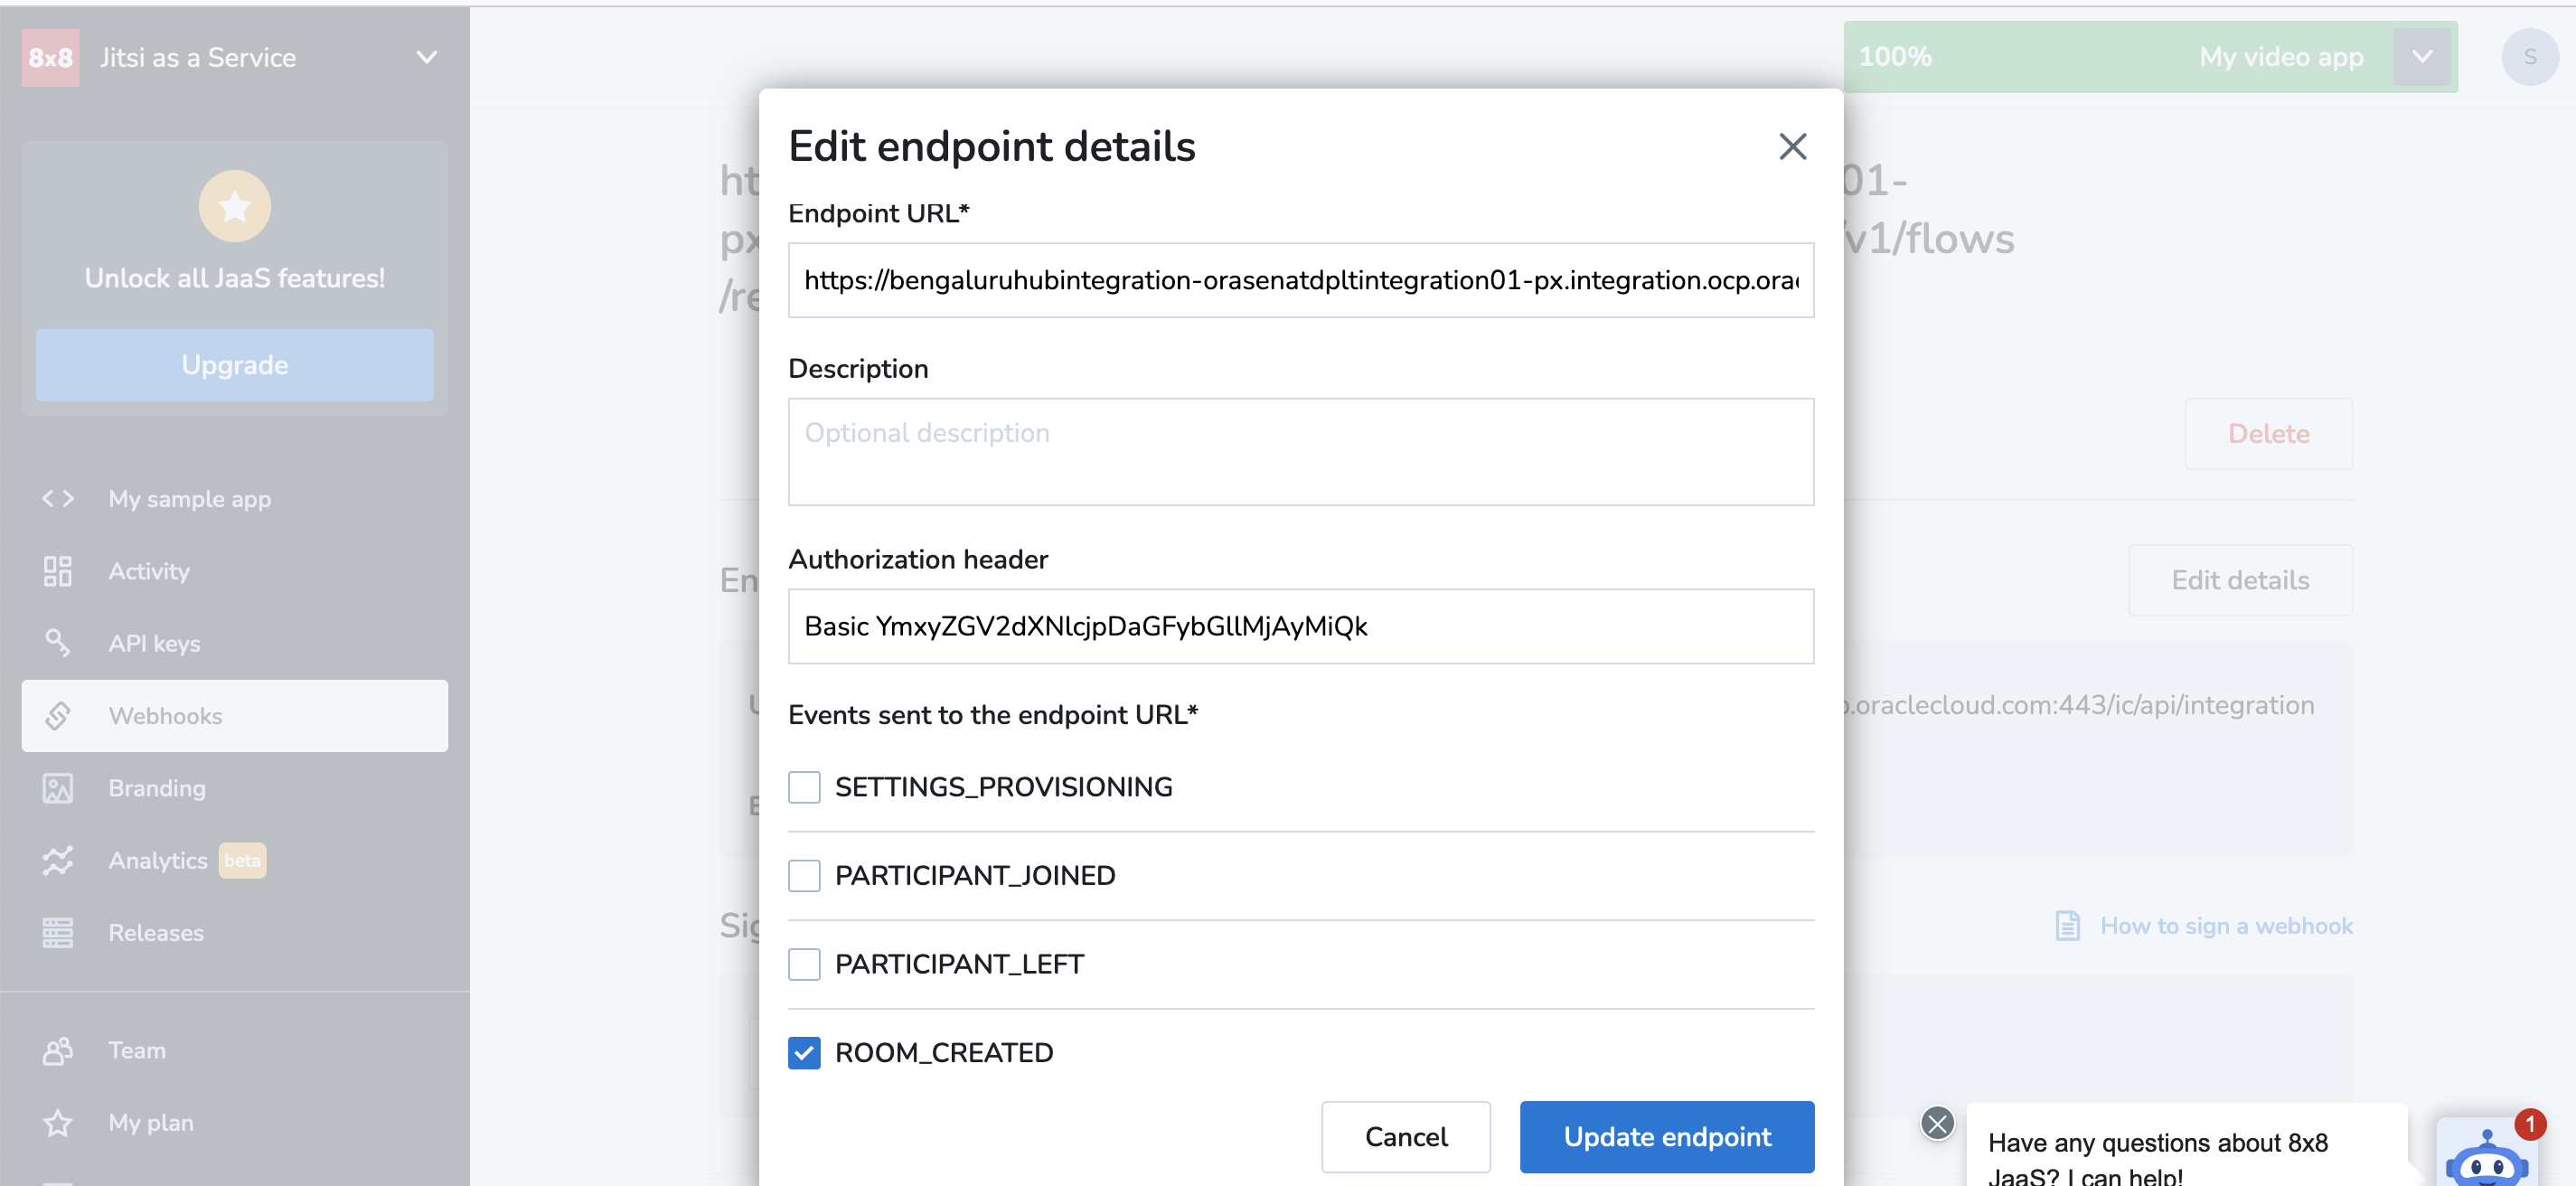 8x8 Jitsi as a Service
100% My video app
S
Unlock all JaaS features!
Upgrade
My sample app
Activity
API keys
Webhooks
Branding
Analytics beta
Releases
Team
My plan
ht
01-
px
/v1/flows
/re
Delete
En
Edit details
.oraclecloud.com:443/ic/api/integration
Sig
How to sign a webhook
Edit endpoint details
Endpoint URL*
https://bengaluruhubintegration-orasenatdpltintegration01-px.integration.ocp.ora
Description
Optional description
Authorization header
Basic YmxyZGV2dXNlcjpDaGFybGllMjAyMiQk
Events sent to the endpoint URL*
SETTINGS_PROVISIONING
PARTICIPANT_JOINED
PARTICIPANT_LEFT
ROOM_CREATED
Cancel
Update endpoint
Have any questions about 8x8
JaaS? I can help!
1